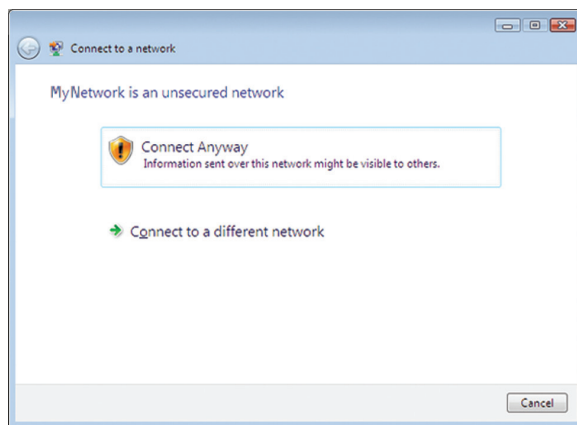 Connect to a network
MyNetwork is an unsecured network
Connect Anyway
Information sent over this network might be visible to others.
Connect to a different network
Cancel